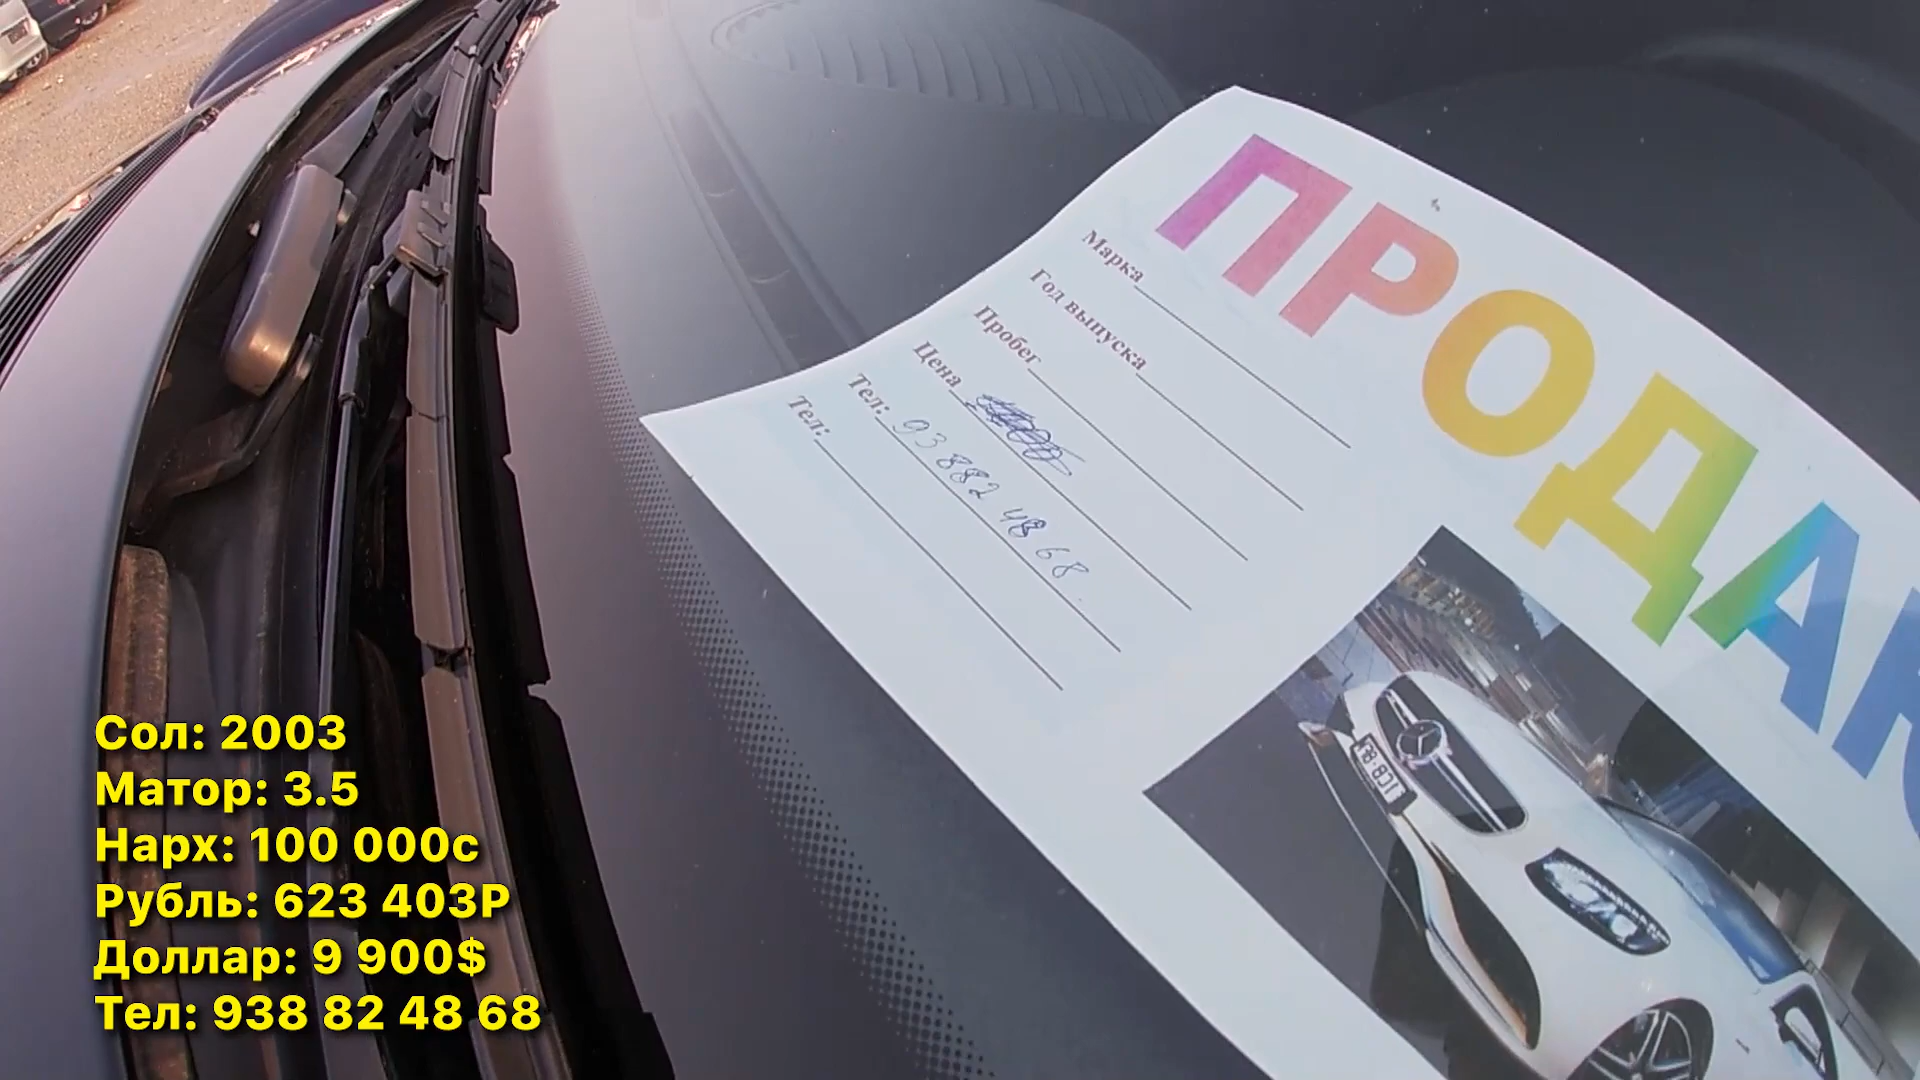 ПРОДАЮ
Марка
Год выпуска
Пробег
Цена
Тел: 93 882 48 68
Тел:
Сол: 2003
Матор: 3.5
Нарх: 100 000с
Рубль: 623 403Р
Доллар: 9 900$
Тел: 938 82 48 68